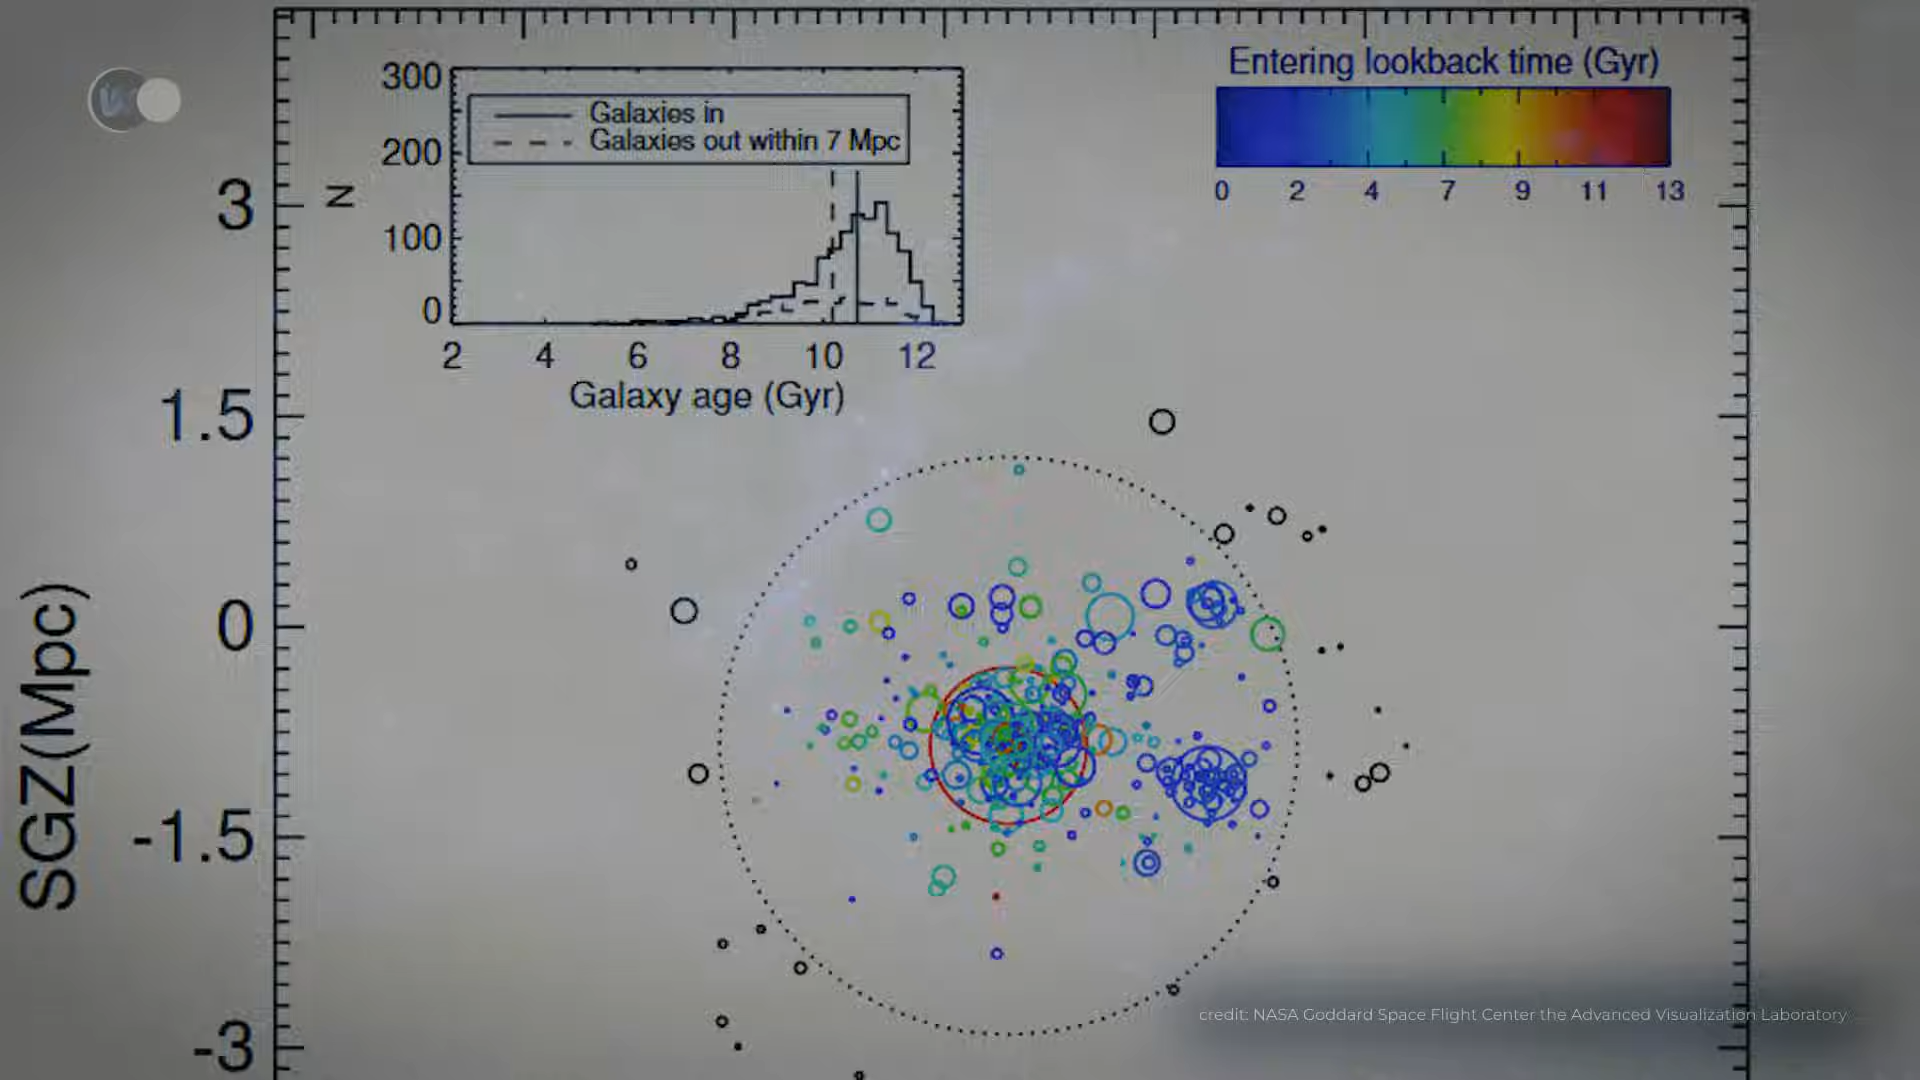 Entering lookback time (Gyr)
0 2 4 7 9 11 13
300
200
100
0
N
Galaxies in
Galaxies out within 7 Mpc
2 4 6 8 10 12
Galaxy age (Gyr)
3
1.5
0
-1.5
-3
SGZ(Mpc)
credit: NASA Goddard Space Flight Center the Advanced Visualization Laboratory